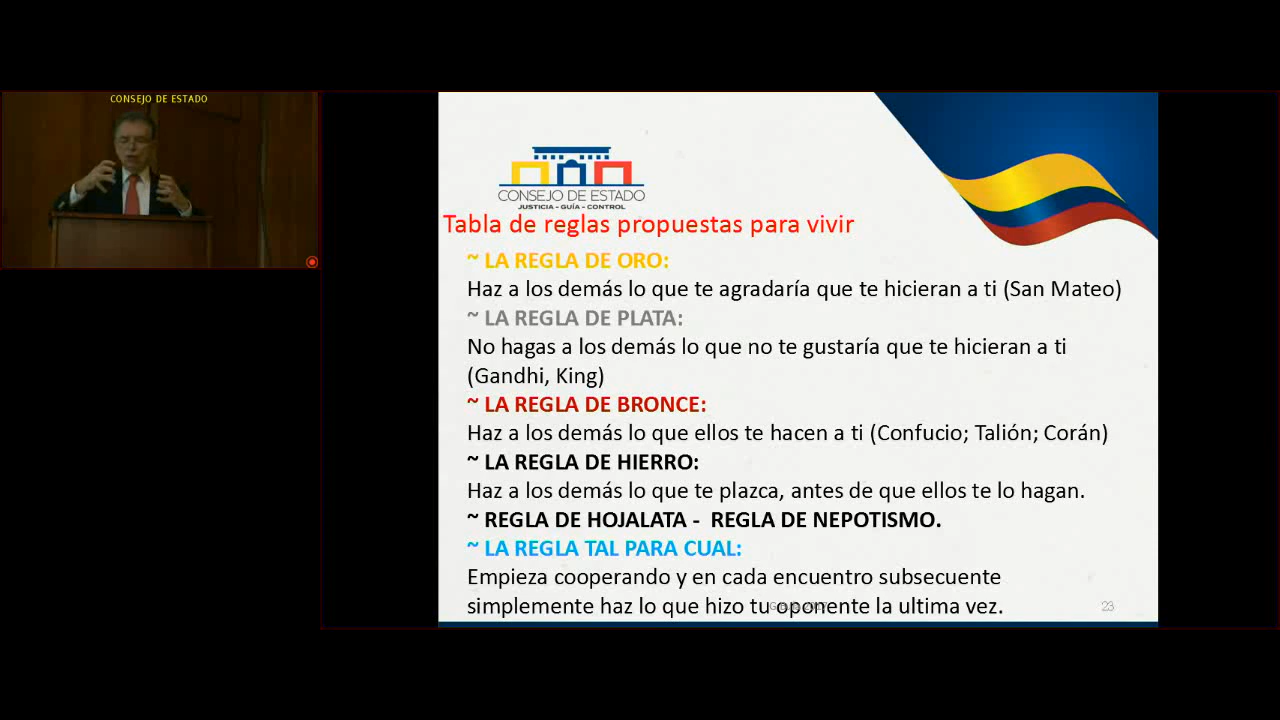 CONSEJO DE ESTADO
CONSEJO DE ESTADO
JUSTICIA - GUÍA - CONTROL
Tabla de reglas propuestas para vivir
~ LA REGLA DE ORO:
Haz a los demás lo que te agradaría que te hicieran a ti (San Mateo)
~ LA REGLA DE PLATA:
No hagas a los demás lo que no te gustaría que te hicieran a ti
(Gandhi, King)
~ LA REGLA DE BRONCE:
Haz a los demás lo que ellos te hacen a ti (Confucio; Talión; Corán)
~ LA REGLA DE HIERRO:
Haz a los demás lo que te plazca, antes de que ellos te lo hagan.
~ REGLA DE HOJALATA - REGLA DE NEPOTISMO.
~ LA REGLA TAL PARA CUAL:
Empieza cooperando y en cada encuentro subsecuente
simplemente haz lo que hizo tu oponente la ultima vez.
23